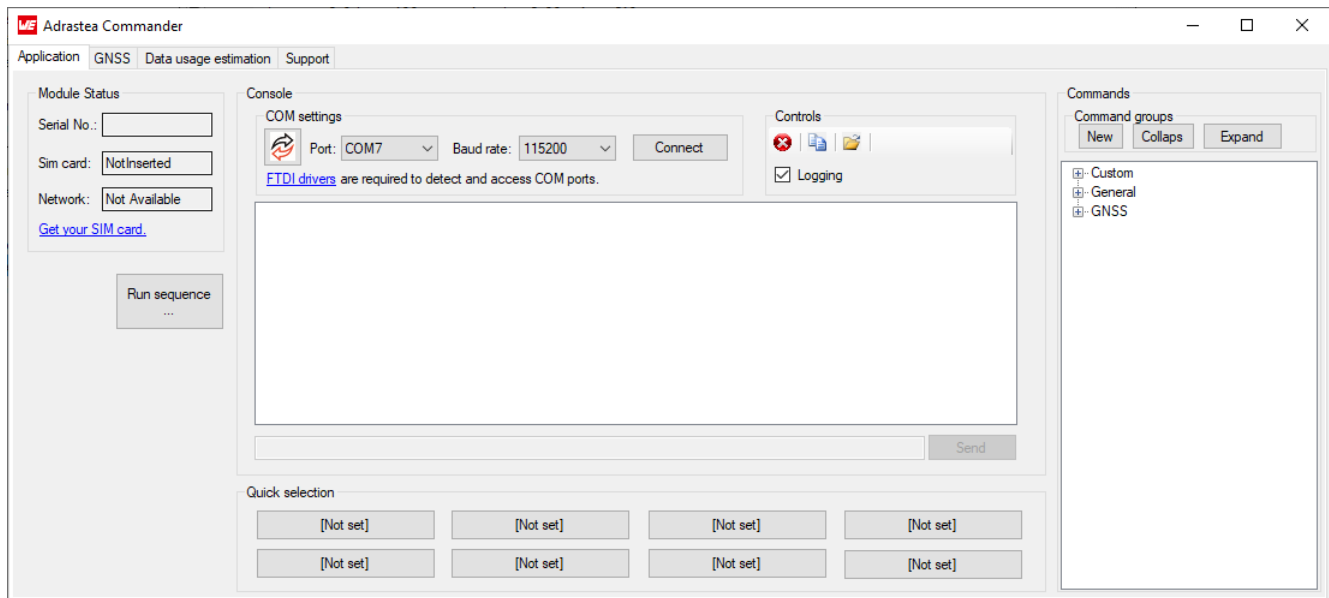 WE Adrastea Commander
Application GNSS Data usage estimation Support
Module Status
Serial No.:
Sim card: NotInserted
Network: Not Available
Get your SIM card.
Run sequence
...
Console
COM settings
Port: COM7 Baud rate: 115200 Connect
FTDI drivers are required to detect and access COM ports.
Controls
Logging
Send
Quick selection
[Not set] [Not set] [Not set] [Not set]
[Not set] [Not set] [Not set] [Not set]
Commands
Command groups
New Collaps Expand
Custom
General
GNSS